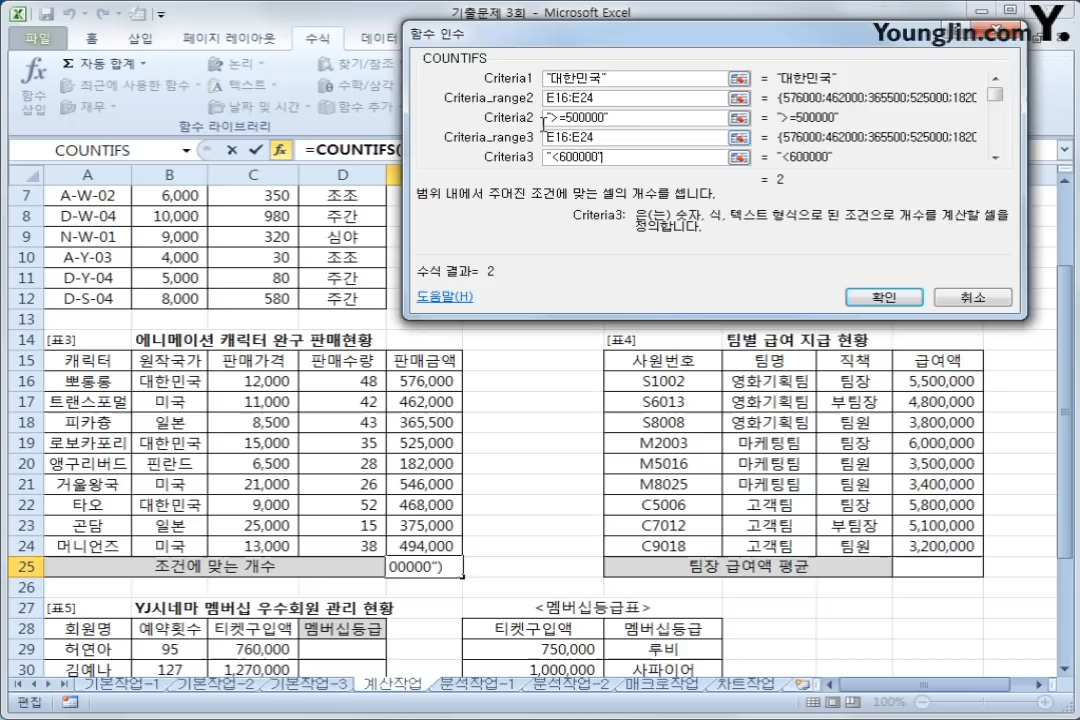 기출문제 3회 - Microsoft Excel
YoungJin.com Y.
파일 홈 삽입 페이지 레이아웃 수식 데이터
fx 함수 삽입
Σ 자동 합계
최근에 사용한 함수
재무
논리
텍스트
날짜 및 시간
찾기/참조
수학/삼각
함수 추가
함수 라이브러리
COUNTIFS =COUNTIFS(
함수 인수
COUNTIFS
Criteria1 "대한민국" = "대한민국"
Criteria_range2 E16:E24 = {576000;462000;365500;525000;1820
Criteria2 ">=500000" = ">=500000"
Criteria_range3 E16:E24 = {576000;462000;365500;525000;1820
Criteria3 "<600000" = "<600000"
= 2
범위 내에서 주어진 조건에 맞는 셀의 개수를 셉니다.
Criteria3: 은(는) 숫자, 식, 텍스트 형식으로 된 조건으로 개수를 계산할 셀을
정의합니다.
수식 결과= 2
도움말(H) 확인 취소
A B C D
7 A-W-02 6,000 350 조조
8 D-W-04 10,000 980 주간
9 N-W-01 9,000 320 심야
10 A-Y-03 4,000 30 조조
11 D-Y-04 5,000 80 주간
12 D-S-04 8,000 580 주간
13
14 [표3] 에니메이션 캐릭터 완구 판매현황 [표4] 팀별 급여 지급 현황
15 캐릭터 원작국가 판매가격 판매수량 판매금액 사원번호 팀명 직책 급여액
16 뽀롱롱 대한민국 12,000 48 576,000 S1002 영화기획팀 팀장 5,500,000
17 트랜스포멀 미국 11,000 42 462,000 S6013 영화기획팀 부팀장 4,800,000
18 피카츙 일본 8,500 43 365,500 S8008 영화기획팀 팀원 3,800,000
19 로보카포리 대한민국 15,000 35 525,000 M2003 마케팅팀 팀장 6,000,000
20 앵구리버드 핀란드 6,500 28 182,000 M5016 마케팅팀 팀원 3,500,000
21 거울왕국 미국 21,000 26 546,000 M8025 마케팅팀 팀원 3,400,000
22 타오 대한민국 9,000 52 468,000 C5006 고객팀 팀장 5,800,000
23 곤담 일본 25,000 15 375,000 C7012 고객팀 부팀장 5,100,000
24 머니언즈 미국 13,000 38 494,000 C9018 고객팀 팀원 3,200,000
25 조건에 맞는 개수 00000") 팀장 급여액 평균
26
27 [표5] YJ시네마 멤버십 우수회원 관리 현황 <멤버십등급표>
28 회원명 예약횟수 티켓구입액 멤버십등급 티켓구입액 멤버십등급
29 허연아 95 760,000 750,000 루비
30 김예나 127 1,270,000 1,000,000 사파이어
기본작업-1 기본작업-2 기본작업-3 계산작업 분석작업-1 분석작업-2 매크로작업 차트작업
편집 100%